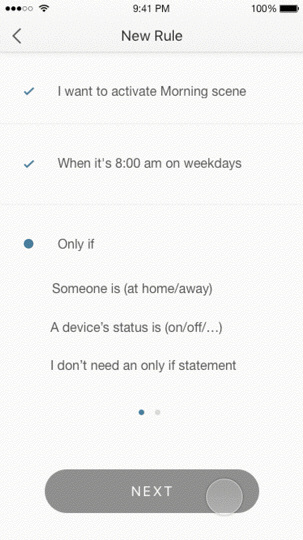 9:41 PM
100%
New Rule
I want to activate Morning scene
When it's 8:00 am on weekdays
Only if
Someone is (at home/away)
A device's status is (on/off/...)
I don't need an only if statement
NEXT